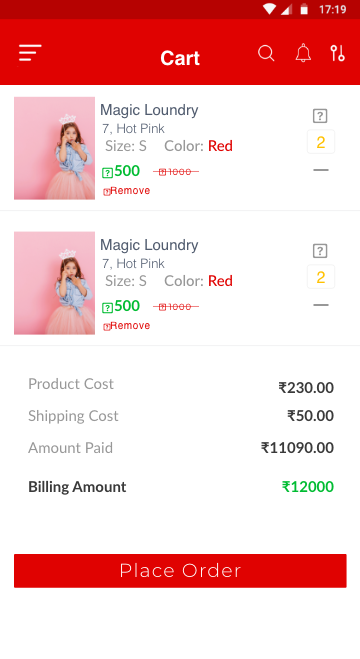 17:19
Cart
Magic Loundry
7, Hot Pink
Size: S Color: Red
500 1000
Remove
2
Magic Loundry
7, Hot Pink
Size: S Color: Red
500 1000
Remove
2
Product Cost ₹230.00
Shipping Cost ₹50.00
Amount Paid ₹11090.00
Billing Amount ₹12000
Place Order